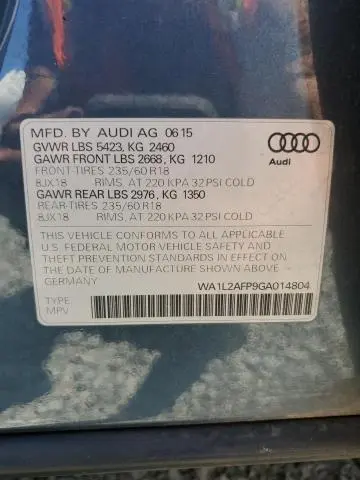 MFD. BY AUDI AG 06 15
GVWR LBS 5423, KG 2460
GAWR FRONT LBS 2668, KG 1210
FRONT-TIRES 235/60 R18
8JX18 RIMS, AT 220 KPA 32 PSI COLD
GAWR REAR LBS 2976, KG 1350
REAR-TIRES 235/60 R18
8JX18 RIMS, AT 220 KPA 32 PSI COLD
Audi
THIS VEHICLE CONFORMS TO ALL APPLICABLE
U.S. FEDERAL MOTOR VEHICLE SAFETY AND
THEFT PREVENTION STANDARDS IN EFFECT ON
THE DATE OF MANUFACTURE SHOWN ABOVE
GERMANY
WA1L2AFP9GA014804
TYPE
MPV